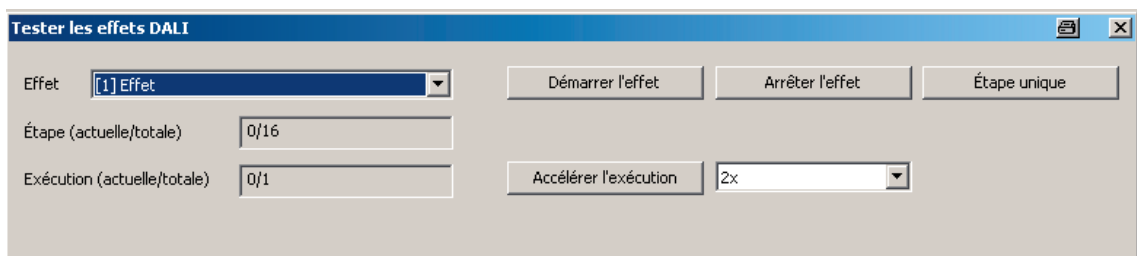 Tester les effets DALI
Effet [1] Effet Démarrer l'effet Arrêter l'effet Étape unique
Étape (actuelle/totale) 0/16
Exécution (actuelle/totale) 0/1 Accélérer l'exécution 2x